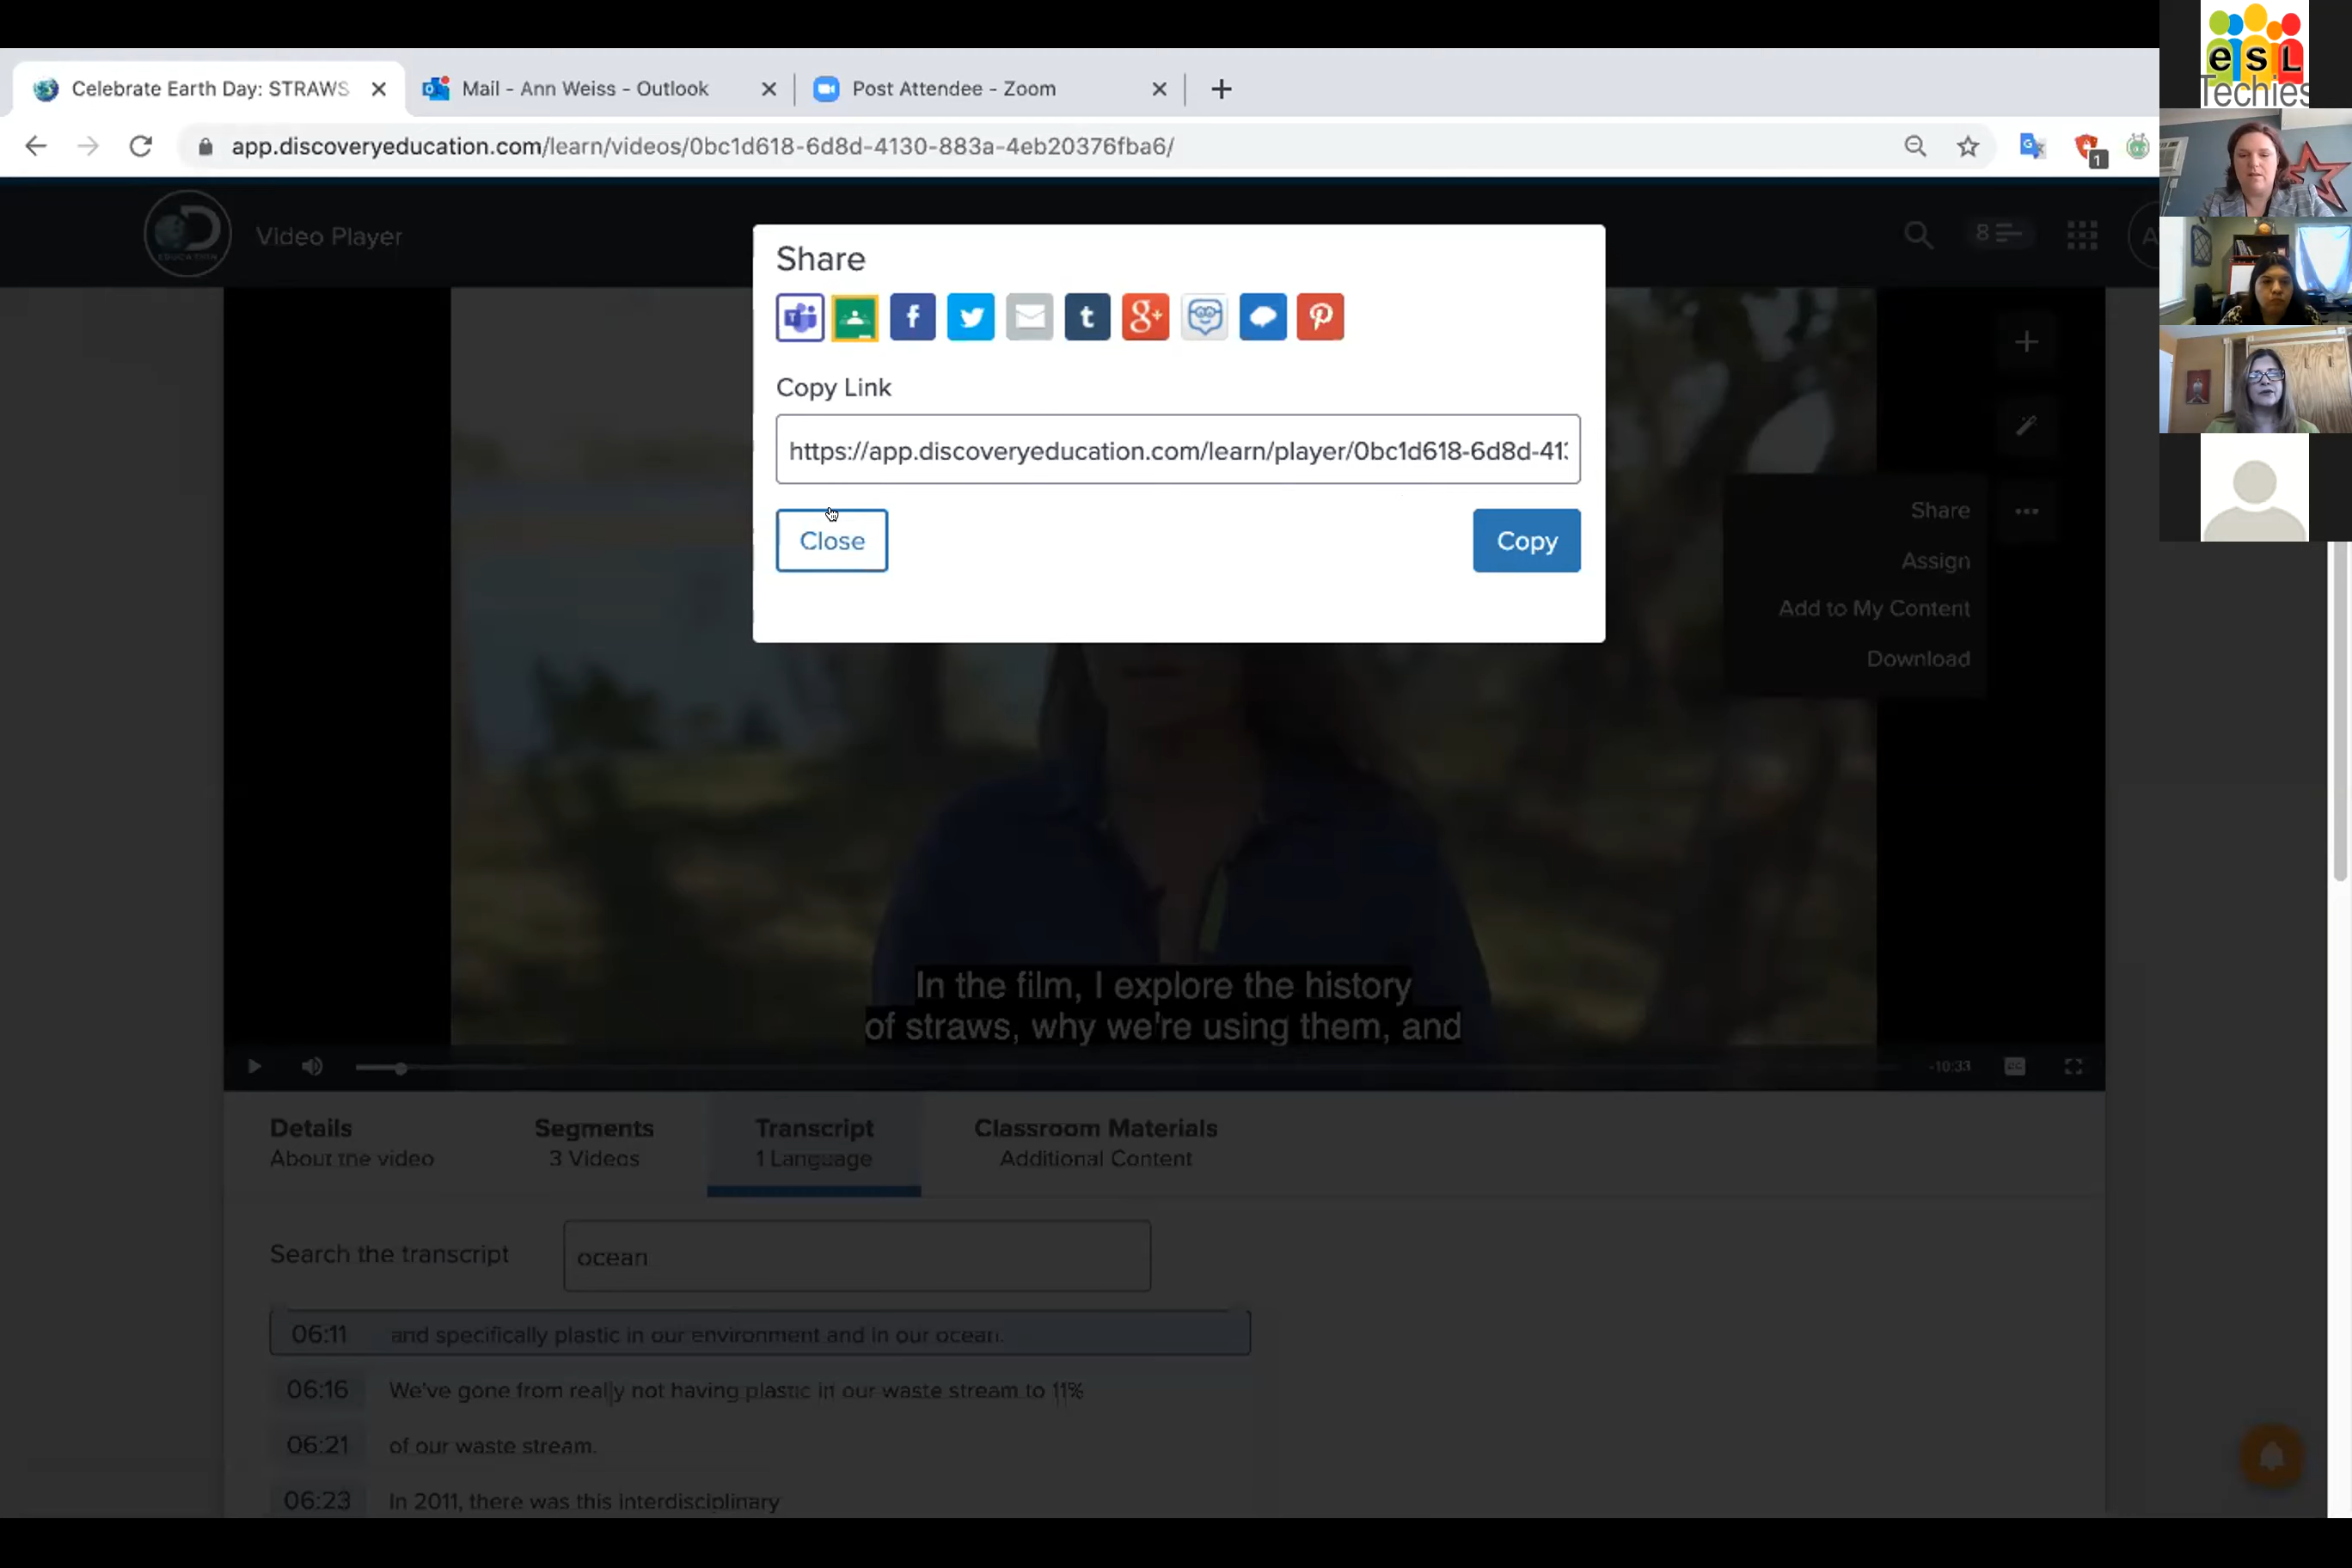 Celebrate Earth Day: STRAWS
Mail - Ann Weiss - Outlook
Post Attendee - Zoom
app.discoveryeducation.com/learn/videos/0bc1d618-6d8d-4130-883a-4eb20376fba6/
1
esL
Techies
EDUCATION
Video Player
8
A
Share
Copy Link
https://app.discoveryeducation.com/learn/player/0bc1d618-6d8d-41
Close
Copy
Share
Assign
Add to My Content
Download
In the film, I explore the history
of straws, why we're using them, and
-10:33
CC
Details
About the video
Segments
3 Videos
Transcript
1 Language
Classroom Materials
Additional Content
Search the transcript
ocean
06:11 and specifically plastic in our environment and in our ocean.
06:16 We've gone from really not having plastic in our waste stream to 11%
06:21 of our waste stream.
06:23 In 2011, there was this interdisciplinary